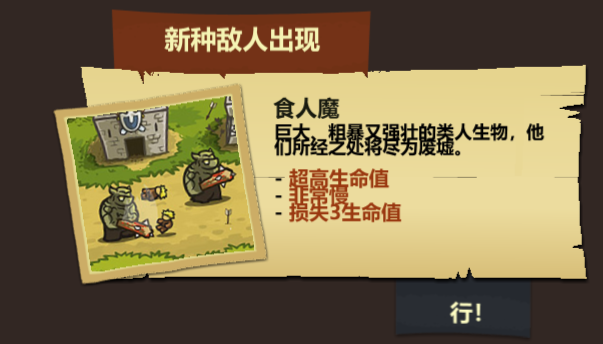 新种敌人出现
食人魔
巨大、粗暴又强壮的类人生物，他
们所经之处将尽为废墟。
- 超高生命值
- 非常慢
- 损失3生命值
行!